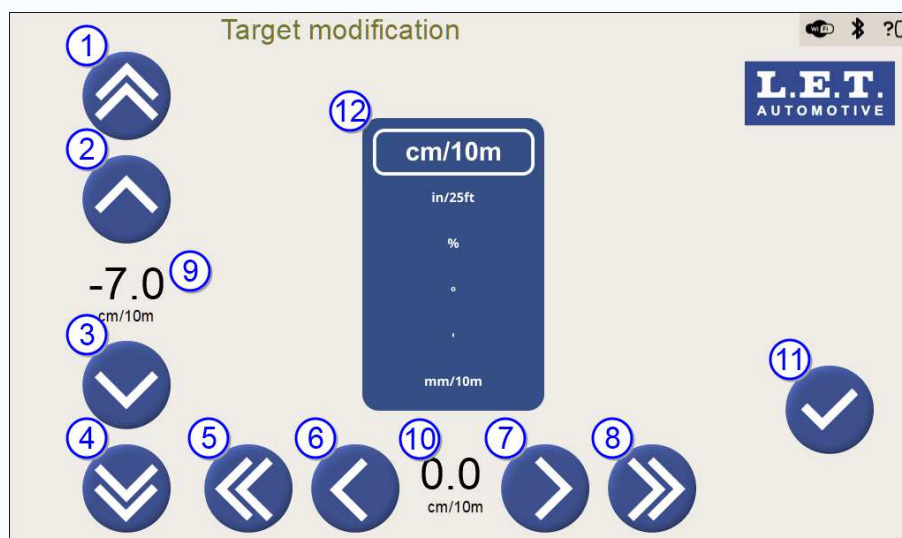 Target modification
WiFi
?
1
L.E.T.
AUTOMOTIVE
12
cm/10m
2
in/25ft
%
9
-7.0
°
cm/10m
3
'
11
mm/10m
4
5
6
10
7
8
0.0
cm/10m